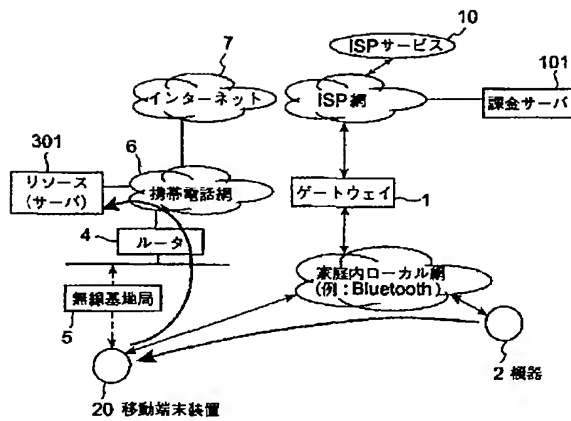 10
ISPサービス
7
101
インターネット
ISP網
課金サーバ
6
301
リソース
(サーバ)
携帯電話網
ゲートウェイ
1
4
ルータ
家庭内ローカル網
(例:Bluetooth)
無線基地局
5
2 機器
20 移動端末装置